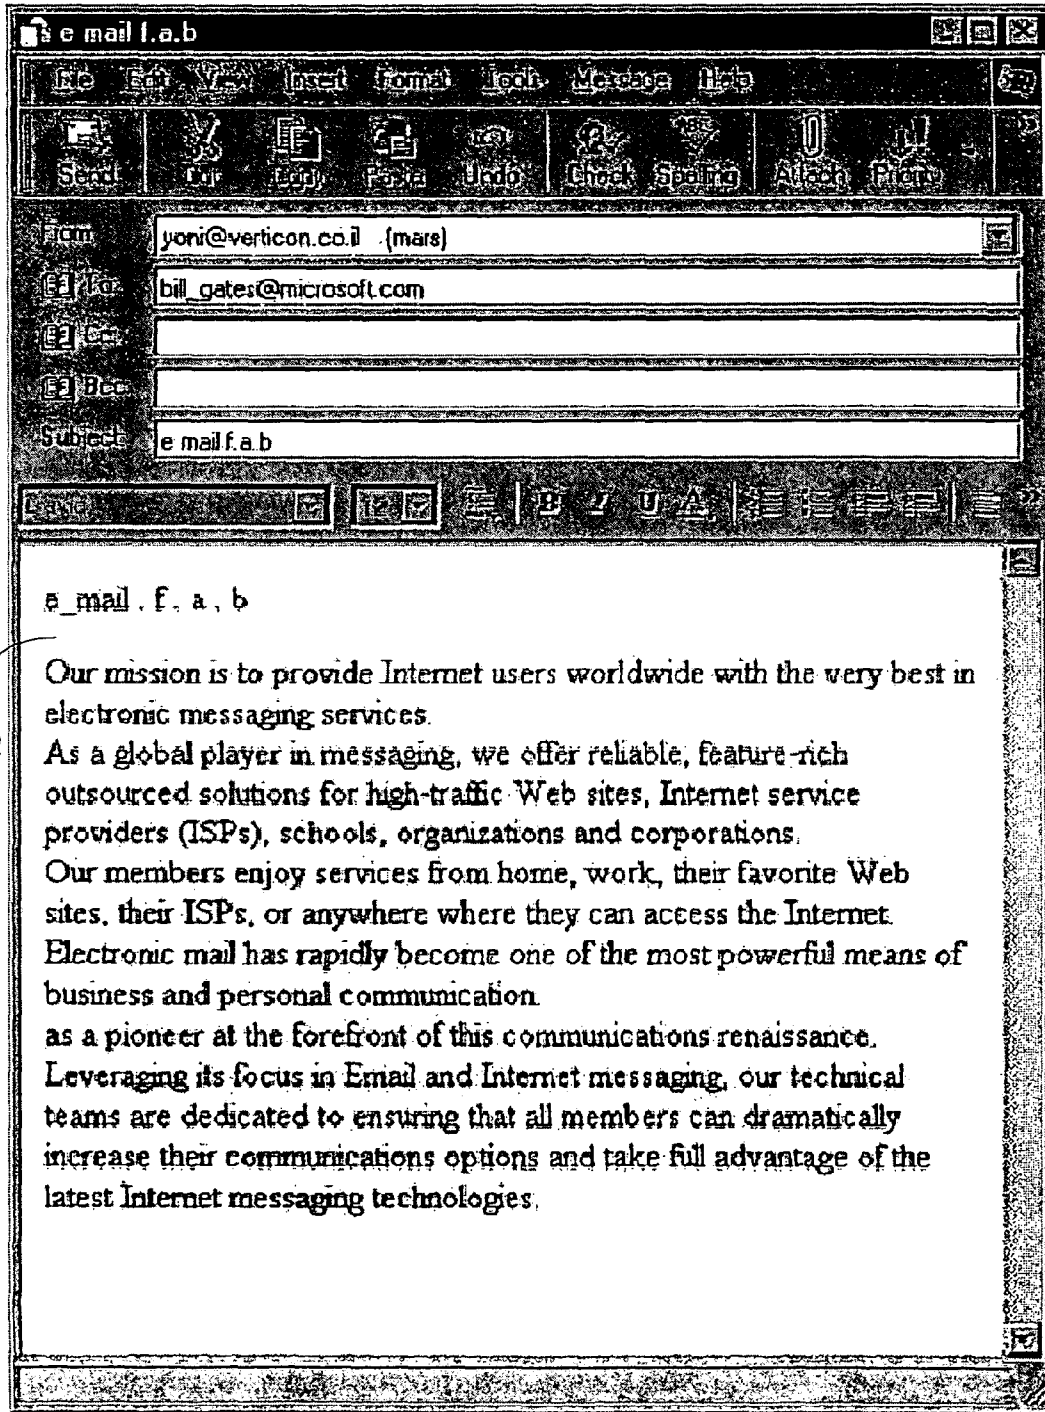 e mail f.a.b
File Edit View Insert Format Tools Message Help
Send Cut Copy Paste Undo Check Spelling Attach Priority
From: yoni@verticon.co.il (mars)
To: bill_gates@microsoft.com
Cc:
Bcc:
Subject: e mail f.a.b
12 B I U A
e_mail . f . a . b
Our mission is to provide Internet users worldwide with the very best in
electronic messaging services.
As a global player in messaging, we offer reliable, feature-rich
outsourced solutions for high-traffic Web sites, Internet service
providers (ISPs), schools, organizations and corporations.
Our members enjoy services from home, work, their favorite Web
sites, their ISPs, or anywhere where they can access the Internet.
Electronic mail has rapidly become one of the most powerful means of
business and personal communication.
as a pioneer at the forefront of this communications renaissance.
Leveraging its focus in Email and Internet messaging, our technical
teams are dedicated to ensuring that all members can dramatically
increase their communications options and take full advantage of the
latest Internet messaging technologies.